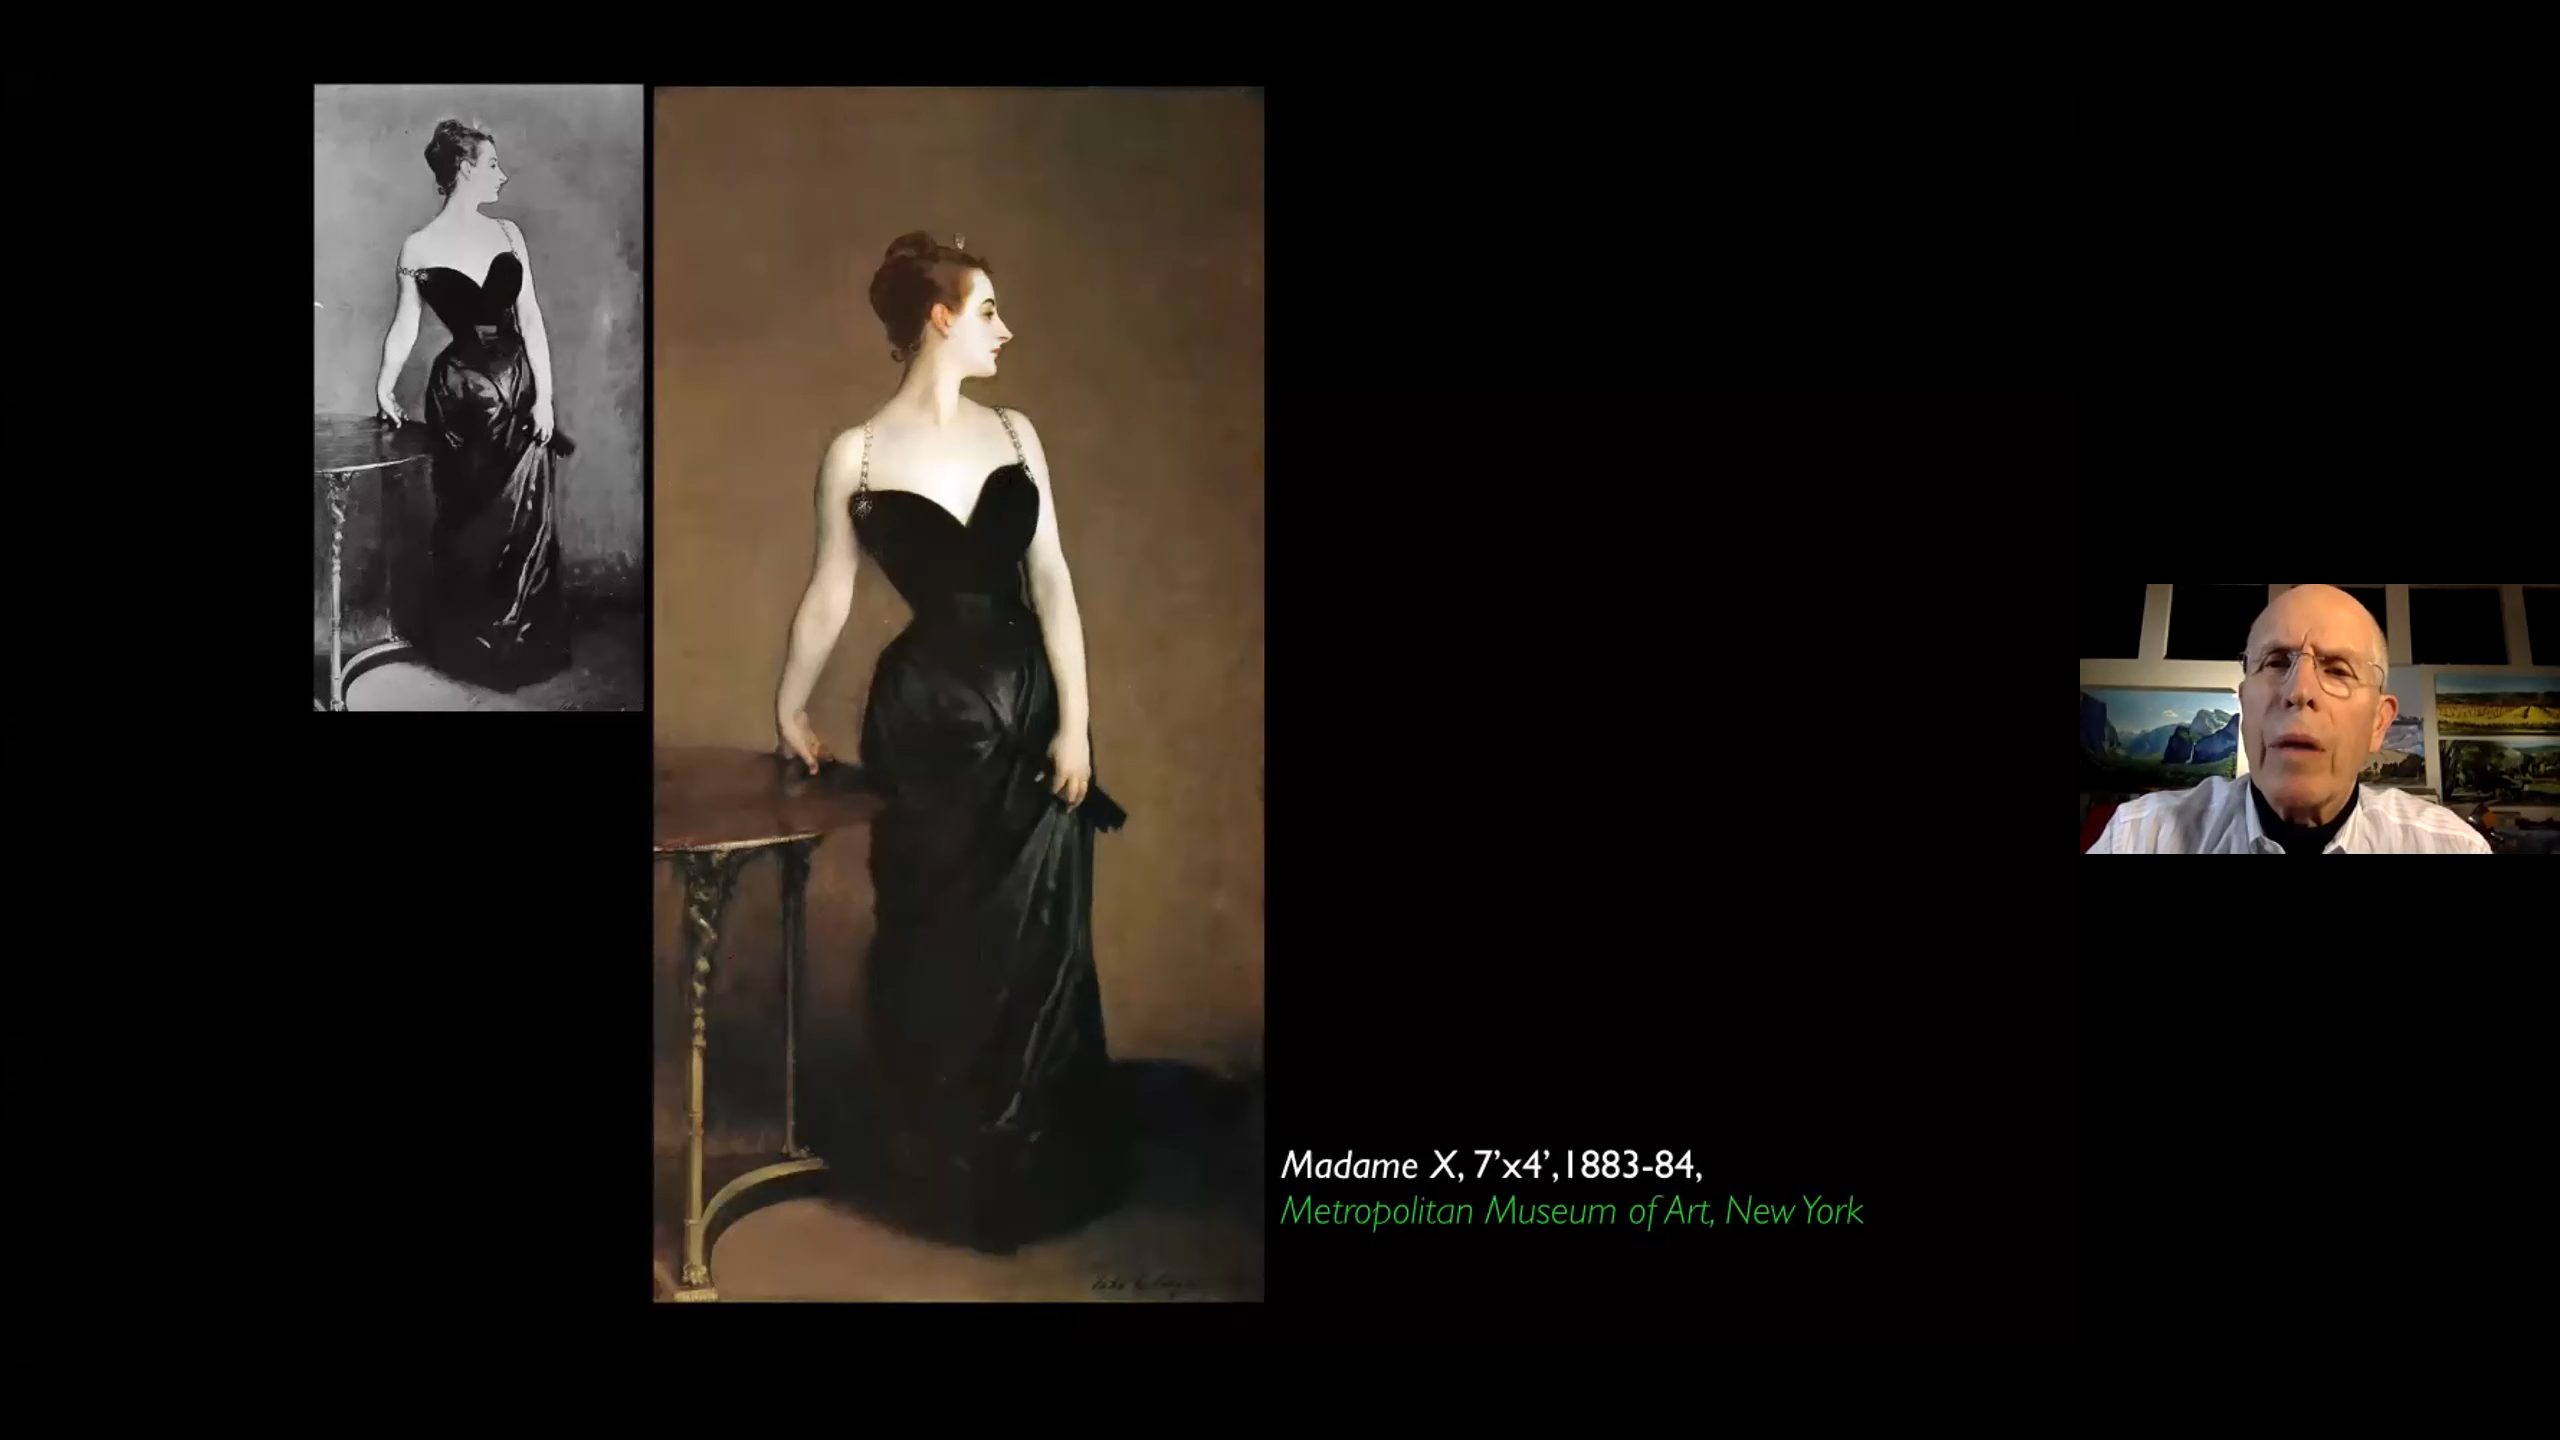 Madame X, 7’x4’, 1883-84,
Metropolitan Museum of Art, New York